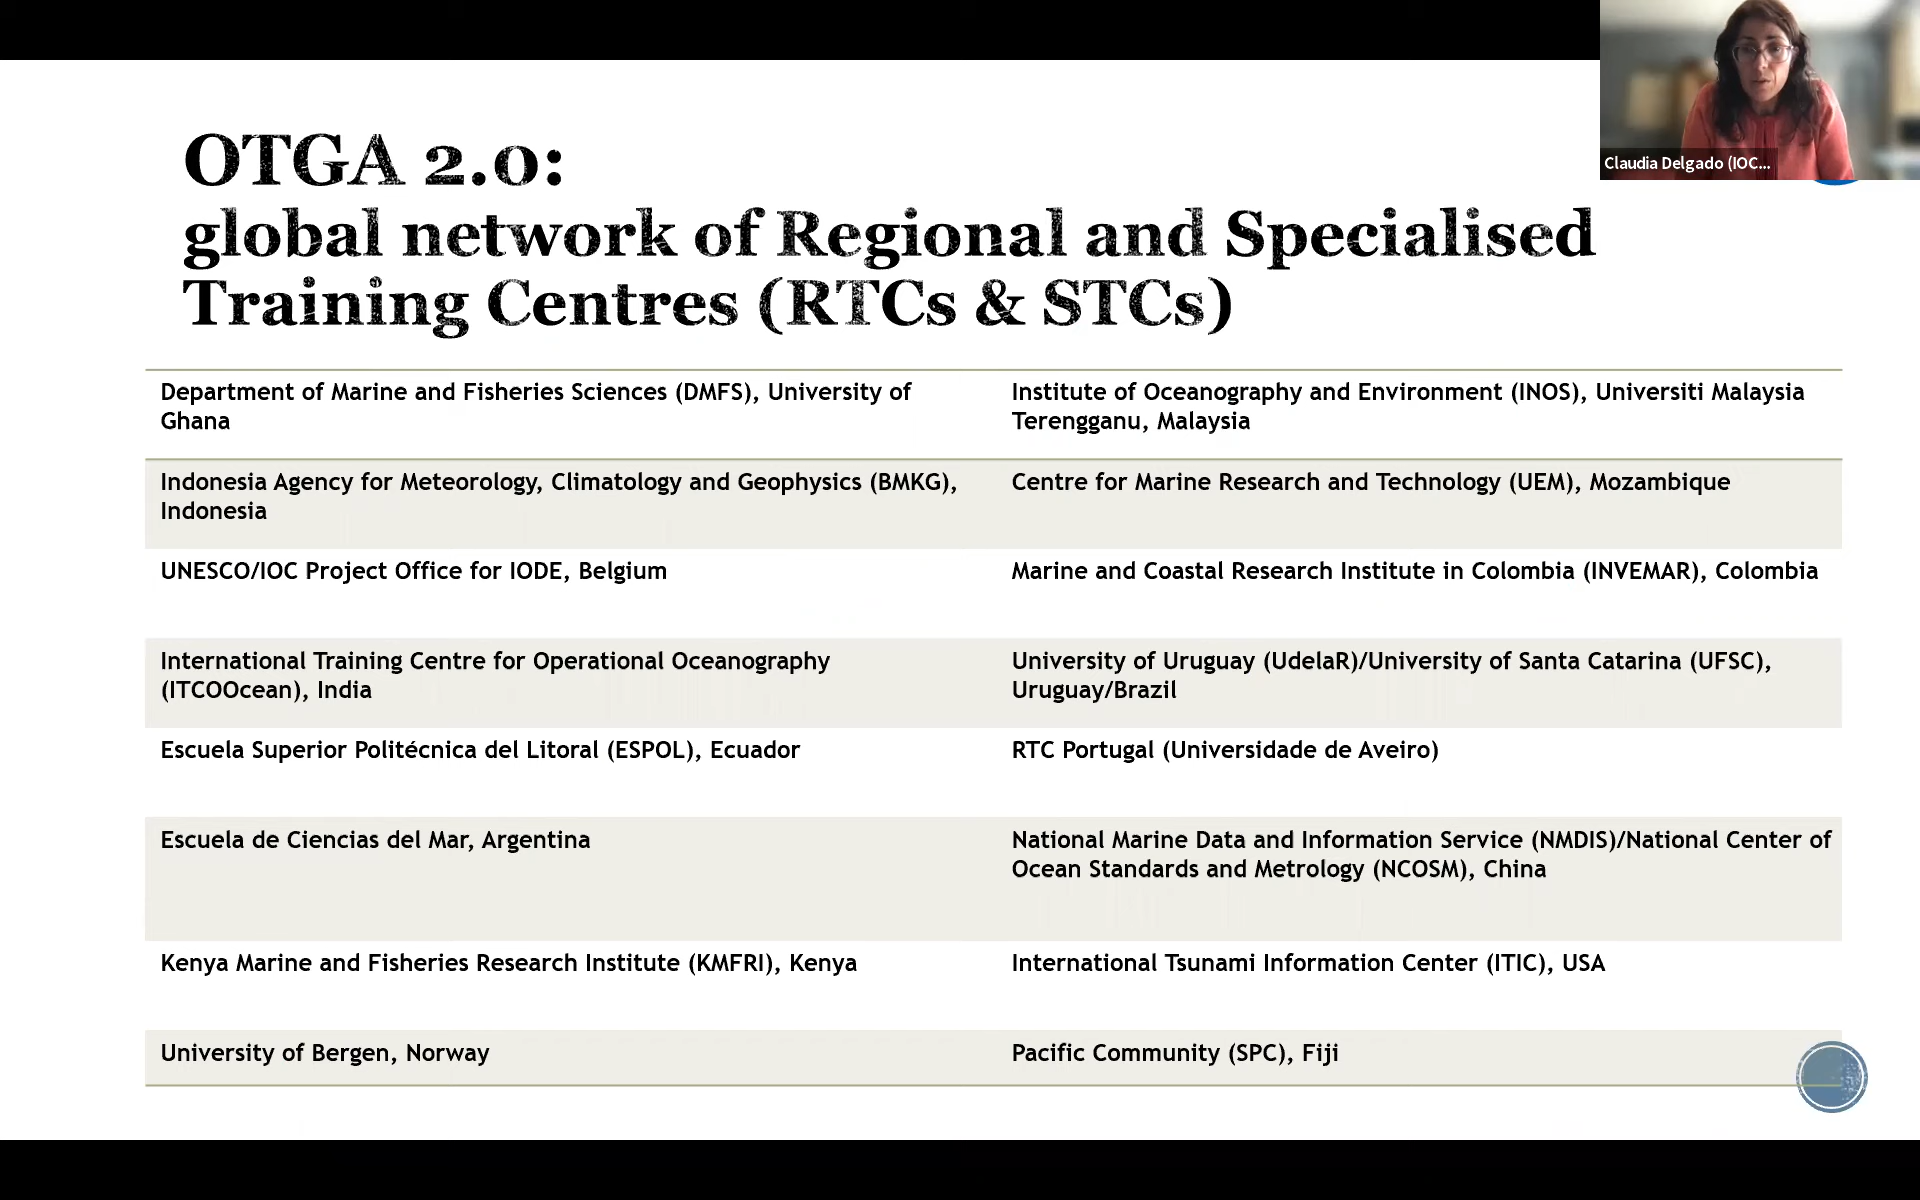 Claudia Delgado (IOC...
OTGA 2.0:
global network of Regional and Specialised
Training Centres (RTCs & STCs)
Department of Marine and Fisheries Sciences (DMFS), University of
Ghana
Institute of Oceanography and Environment (INOS), Universiti Malaysia
Terengganu, Malaysia
Indonesia Agency for Meteorology, Climatology and Geophysics (BMKG),
Indonesia
Centre for Marine Research and Technology (UEM), Mozambique
UNESCO/IOC Project Office for IODE, Belgium
Marine and Coastal Research Institute in Colombia (INVEMAR), Colombia
International Training Centre for Operational Oceanography
(ITCOOcean), India
University of Uruguay (UdelaR)/University of Santa Catarina (UFSC),
Uruguay/Brazil
Escuela Superior Politécnica del Litoral (ESPOL), Ecuador
RTC Portugal (Universidade de Aveiro)
Escuela de Ciencias del Mar, Argentina
National Marine Data and Information Service (NMDIS)/National Center of
Ocean Standards and Metrology (NCOSM), China
Kenya Marine and Fisheries Research Institute (KMFRI), Kenya
International Tsunami Information Center (ITIC), USA
University of Bergen, Norway
Pacific Community (SPC), Fiji